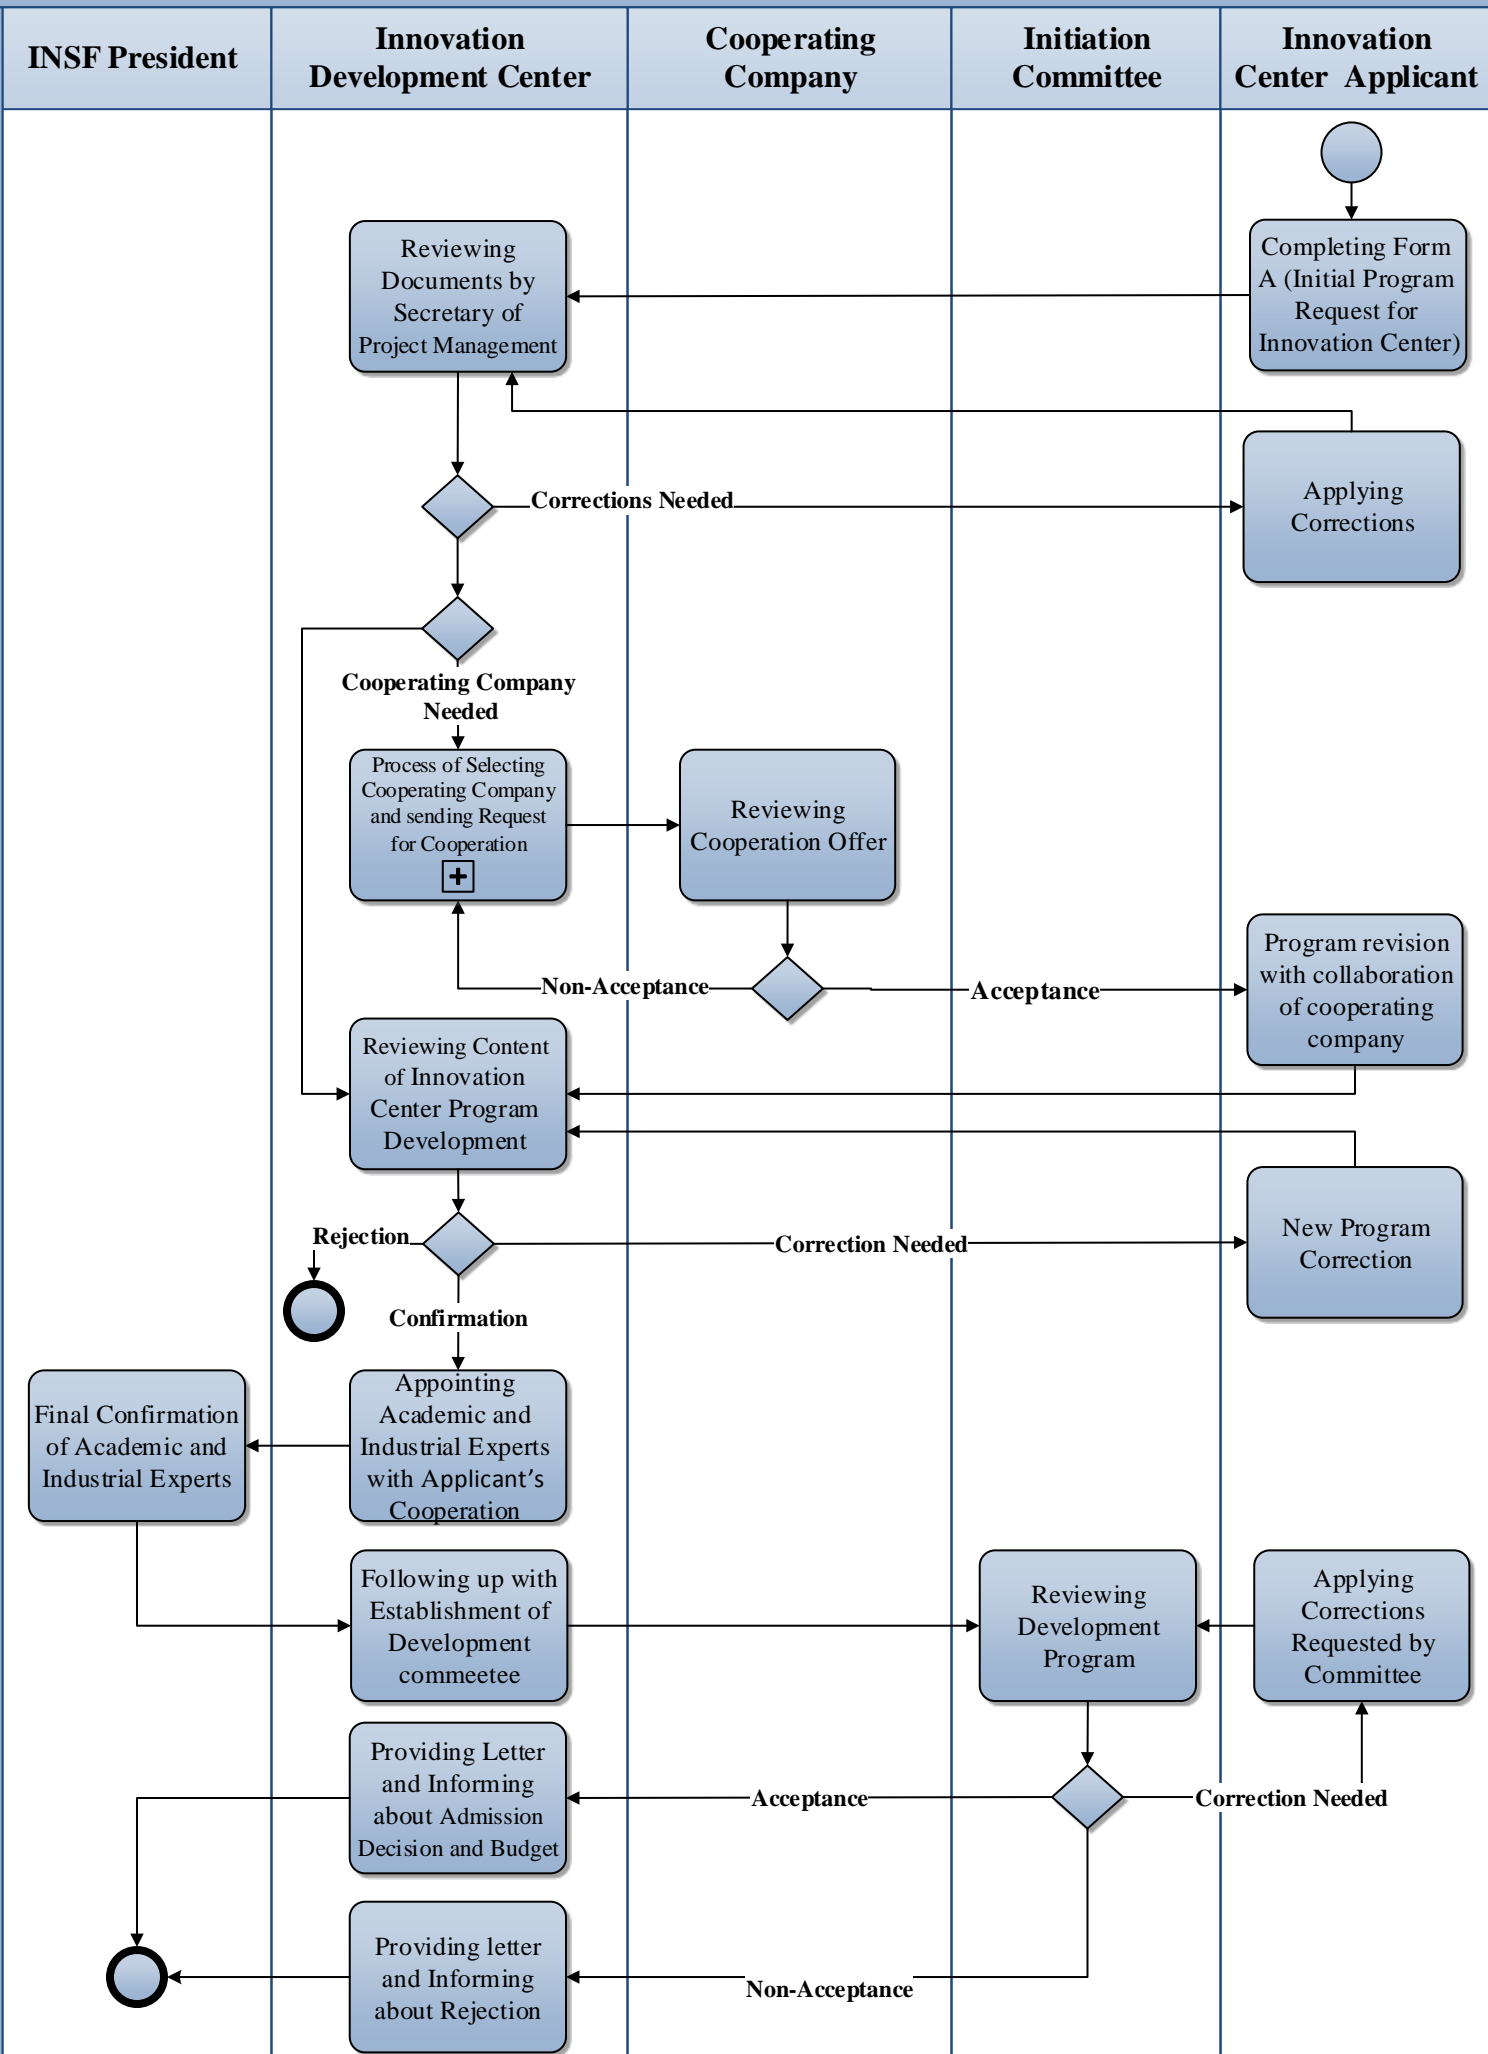 INSF President
Innovation
Development Center
Cooperating
Company
Initiation
Committee
Innovation
Center Applicant
Completing Form
A (Initial Program
Request for
Innovation Center)
Reviewing
Documents by
Secretary of
Project Management
Corrections Needed
Applying
Corrections
Cooperating Company
Needed
Process of Selecting
Cooperating Company
and sending Request
for Cooperation
Reviewing
Cooperation Offer
Non-Acceptance
Acceptance
Program revision
with collaboration
of cooperating
company
Reviewing Content
of Innovation
Center Program
Development
Rejection
Correction Needed
New Program
Correction
Confirmation
Appointing
Academic and
Industrial Experts
with Applicant's
Cooperation
Final Confirmation
of Academic and
Industrial Experts
Following up with
Establishment of
Development
commeetee
Reviewing
Development
Program
Applying
Corrections
Requested by
Committee
Providing Letter
and Informing
about Admission
Decision and Budget
Acceptance
Correction Needed
Providing letter
and Informing
about Rejection
Non-Acceptance